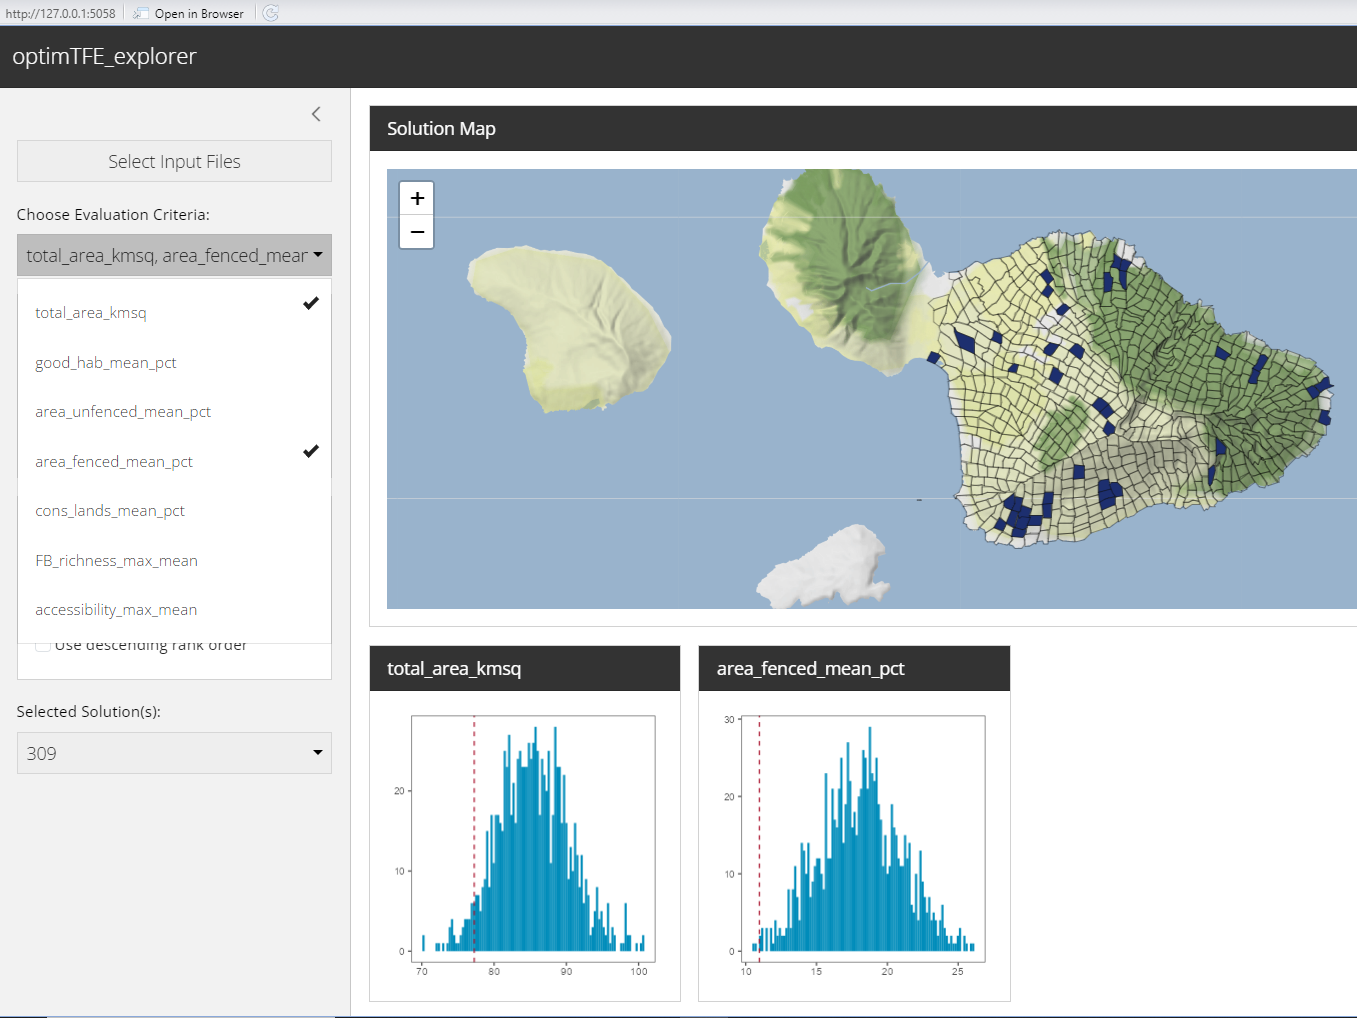 http://127.0.0.1:5058
Open in Browser
optimTFE_explorer
Select Input Files
Choose Evaluation Criteria:
total_area_kmsq, area_fenced_mear
total_area_kmsq
good_hab_mean_pct
area_unfenced_mean_pct
area_fenced_mean_pct
cons_lands_mean_pct
FB_richness_max_mean
accessibility_max_mean
Use descending rank order
Selected Solution(s):
309
Solution Map
+
−
total_area_kmsq
20
10
0
70 80 90 100
area_fenced_mean_pct
30
20
10
0
10 15 20 25